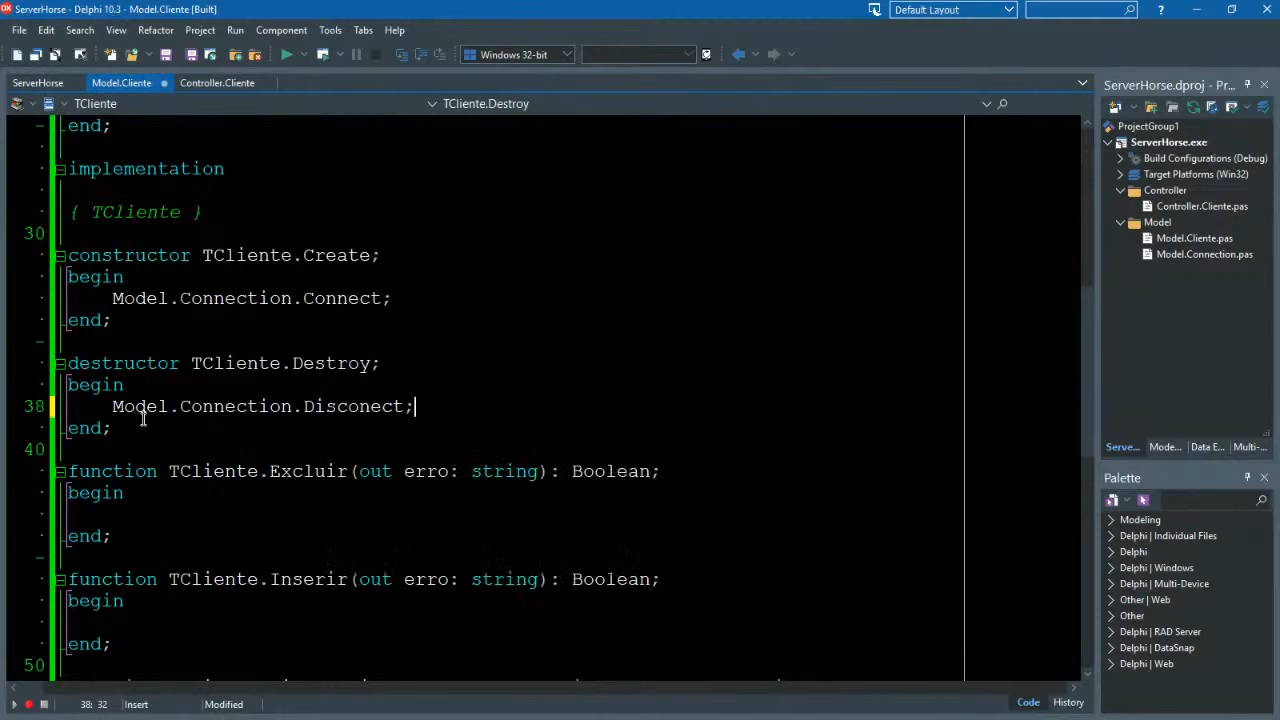 DX ServerHorse - Delphi 10.3 - Model.Cliente [Built]
Default Layout
?
File Edit Search View Refactor Project Run Component Tools Tabs Help
Windows 32-bit
ServerHorse Model.Cliente Controller.Cliente
TCliente TCliente.Destroy
end;
implementation
{ TCliente }
30
constructor TCliente.Create;
begin
Model.Connection.Connect;
end;
destructor TCliente.Destroy;
begin
38 Model.Connection.Disconect;
end;
40
function TCliente.Excluir(out erro: string): Boolean;
begin
end;
function TCliente.Inserir(out erro: string): Boolean;
begin
end;
50
38: 32 Insert Modified
Code History
ServerHorse.dproj - Pr...
ProjectGroup1
ServerHorse.exe
Build Configurations (Debug)
Target Platforms (Win32)
Controller
Controller.Cliente.pas
Model
Model.Cliente.pas
Model.Connection.pas
Serve... Mode... Data E... Multi-...
Palette
Modeling
Delphi | Individual Files
Delphi
Delphi | Windows
Delphi | Multi-Device
Other | Web
Other
Delphi | RAD Server
Delphi | DataSnap
Delphi | Web